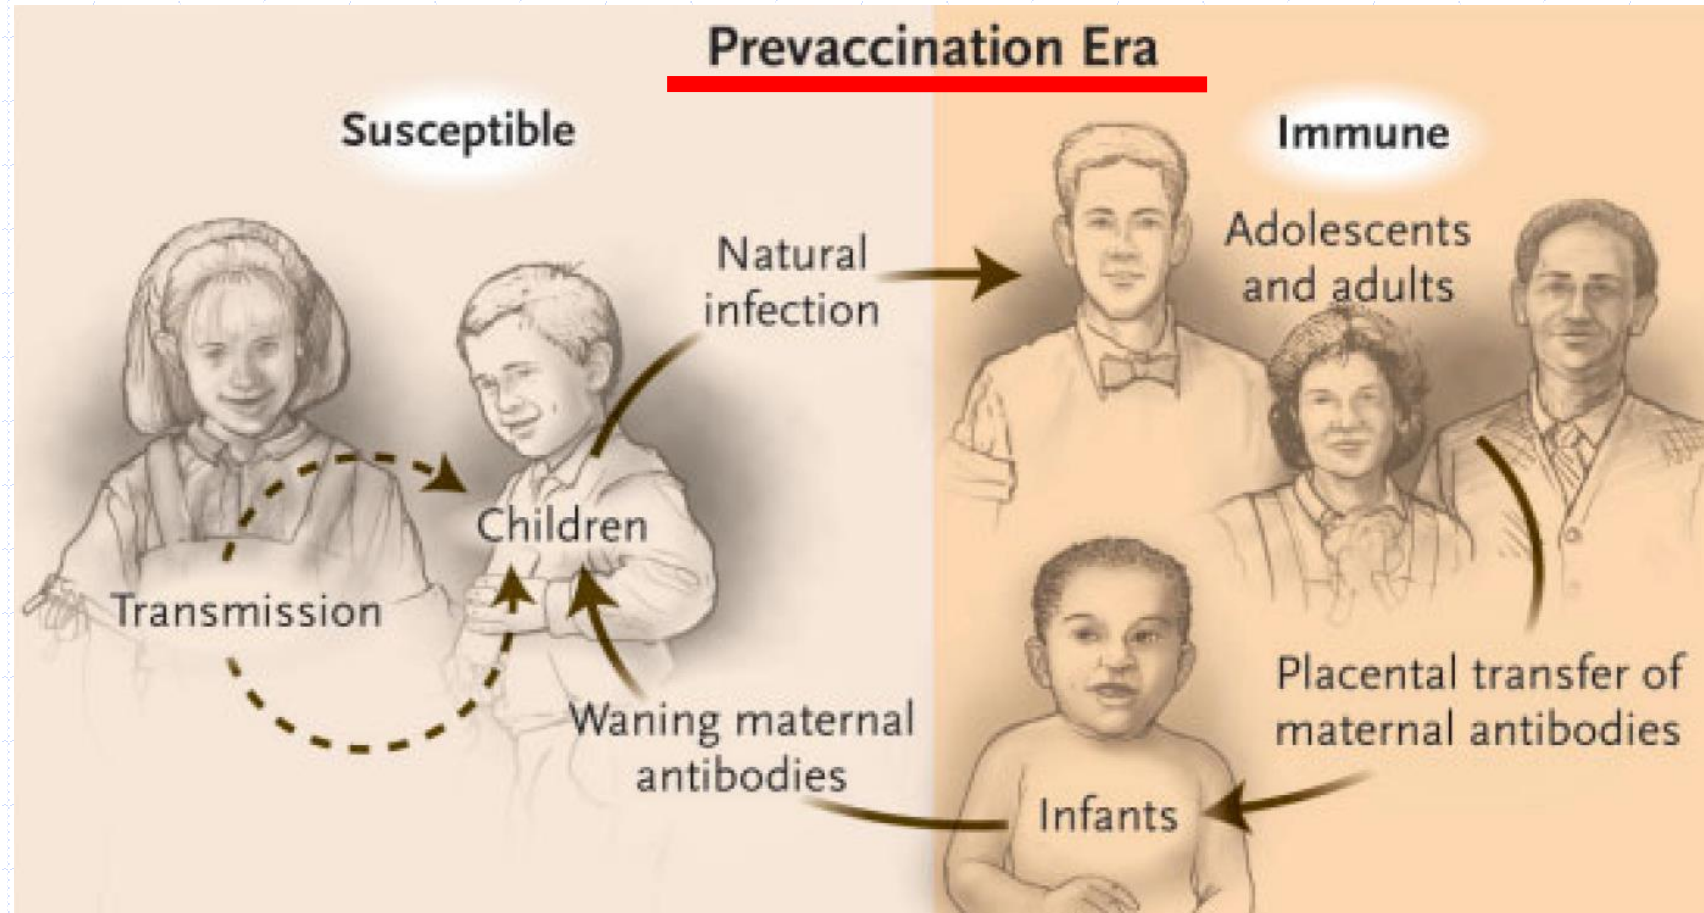 Prevaccination Era
Susceptible
Immune
Natural
infection
Adolescents
and adults
Children
Transmission
Waning maternal
antibodies
Placental transfer of
maternal antibodies
Infants